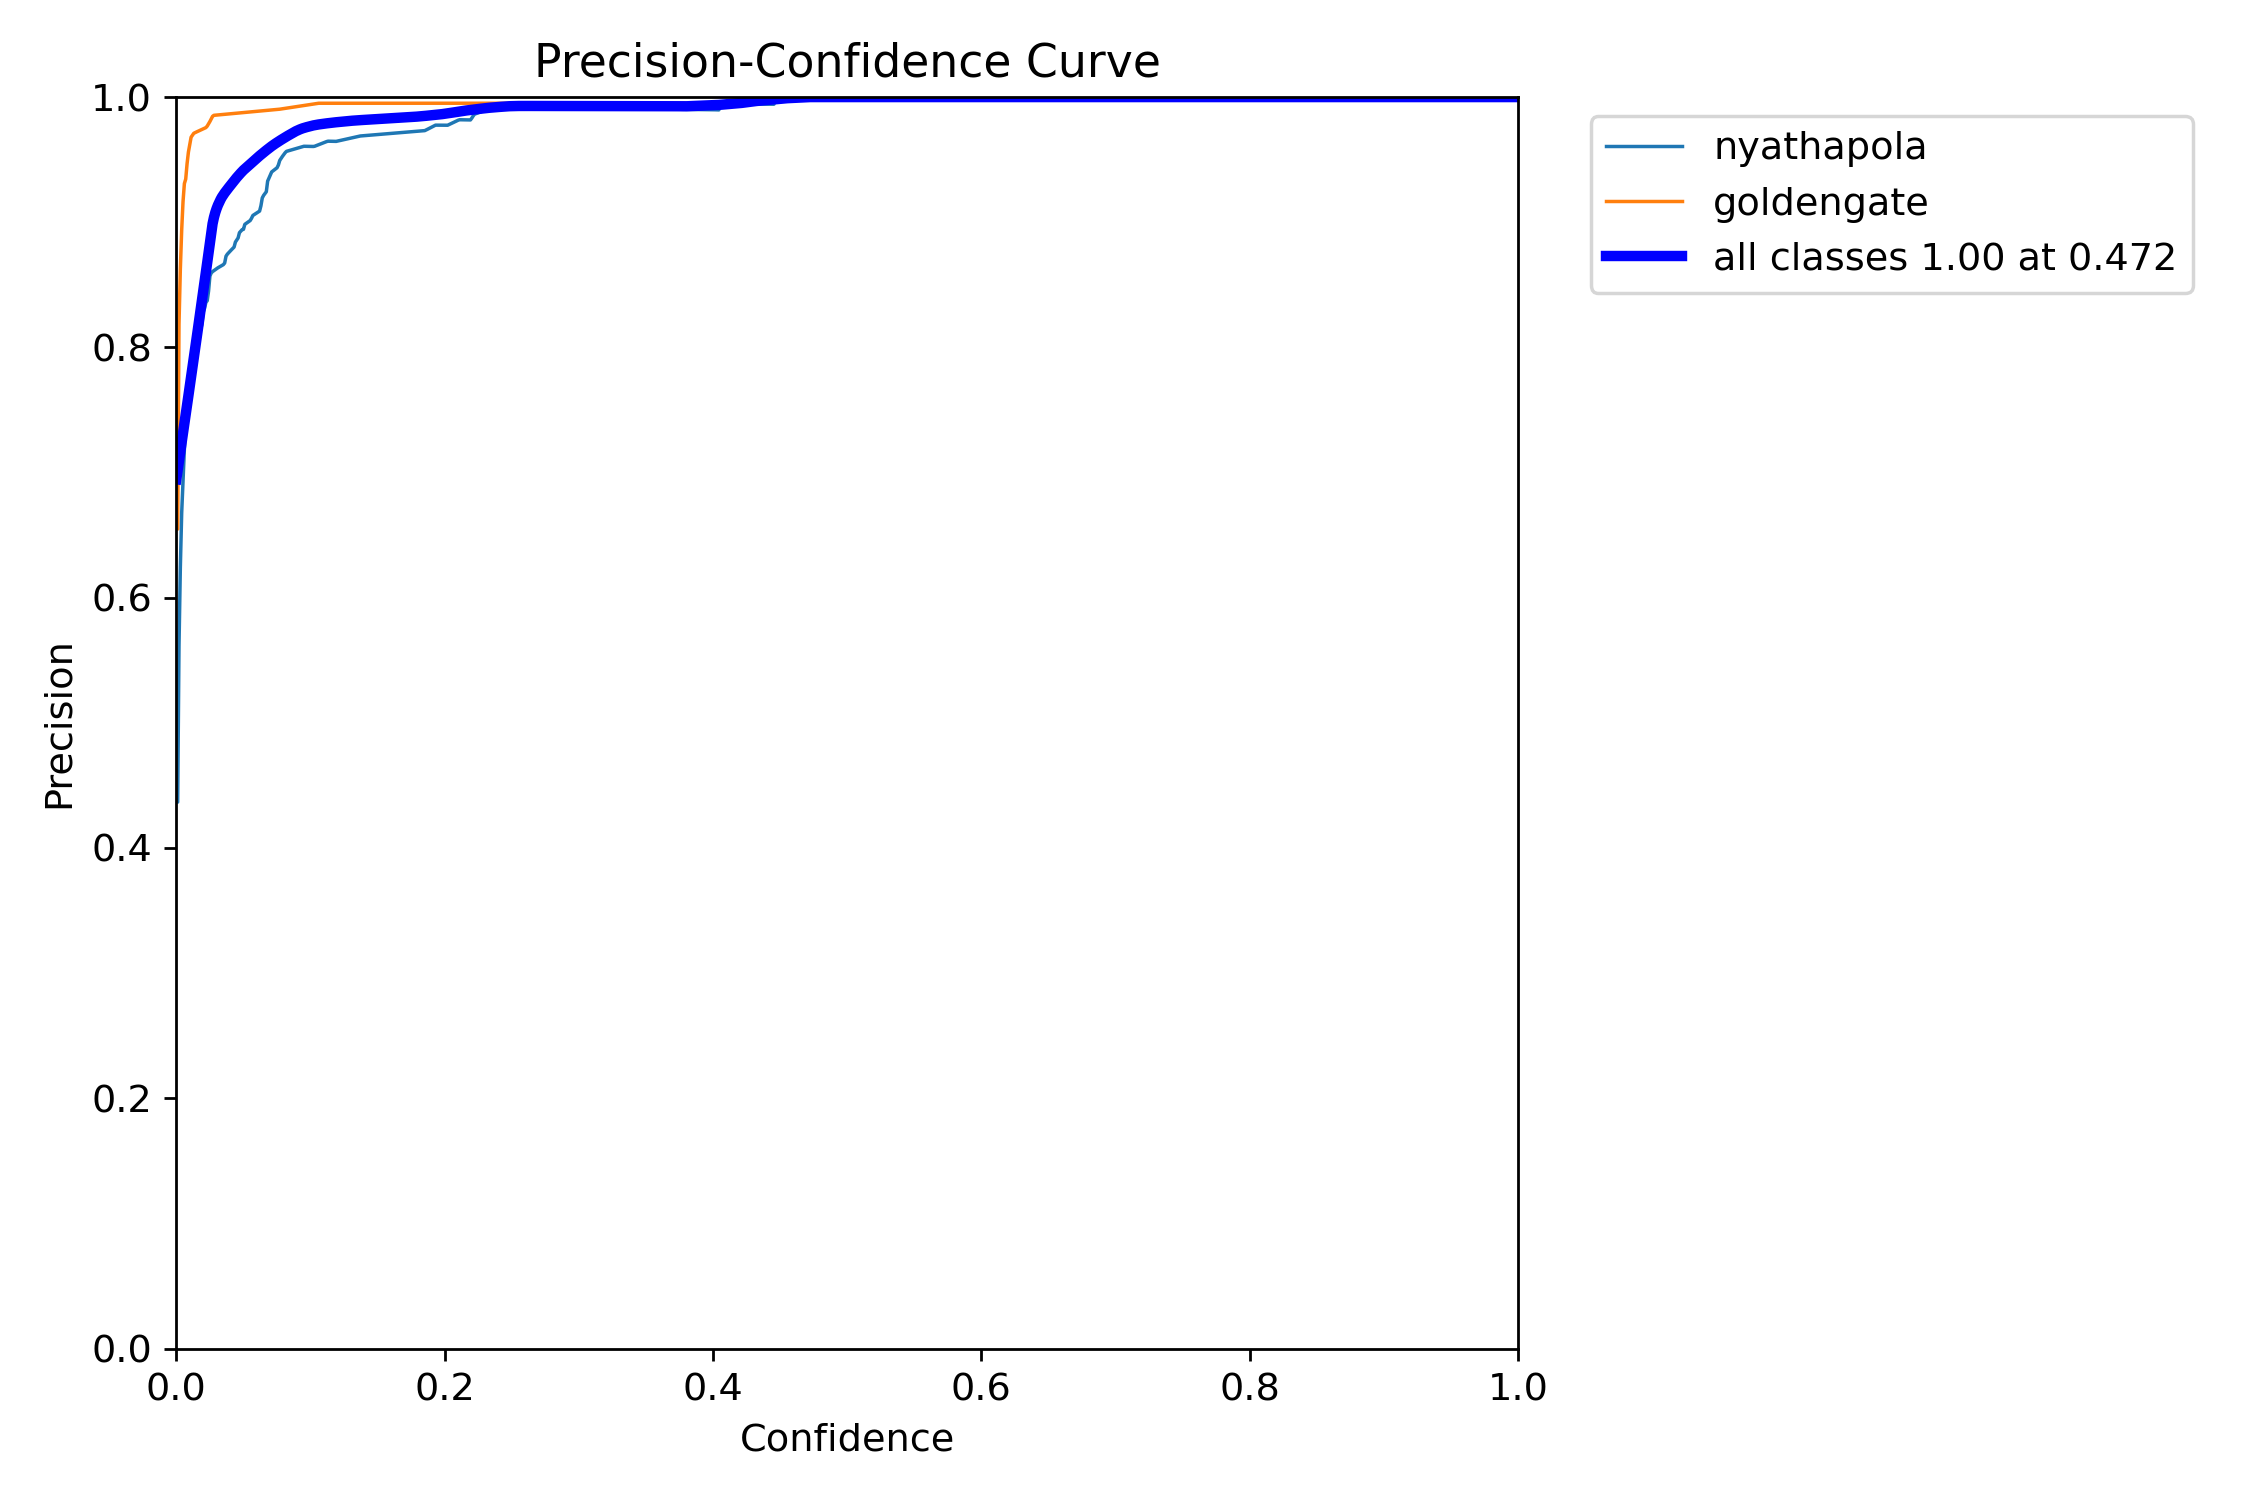 Precision-Confidence Curve
1.0
0.8
0.6
0.4
0.2
0.0
Precision
0.0 0.2 0.4 0.6 0.8 1.0
Confidence
nyathapola
goldengate
all classes 1.00 at 0.472